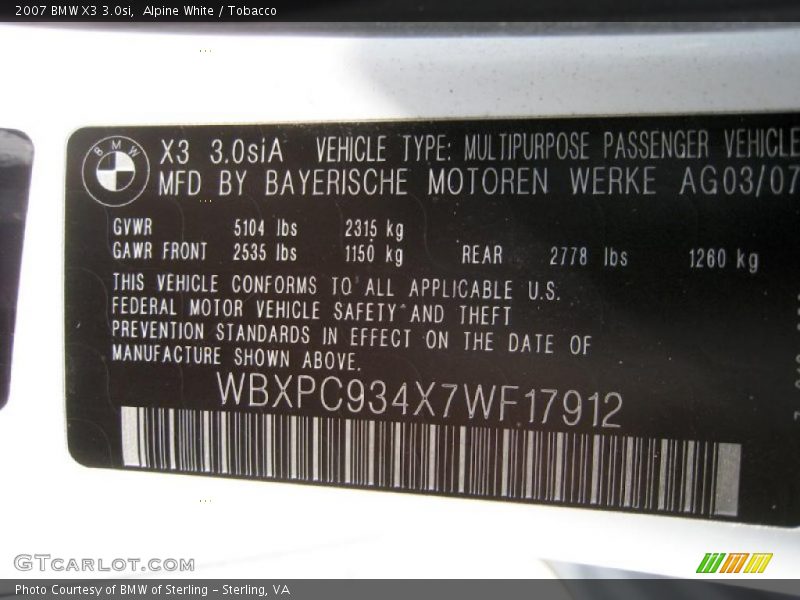 2007 BMW X3 3.0si, Alpine White / Tobacco
BMW
X3 3.0siA VEHICLE TYPE: MULTIPURPOSE PASSENGER VEHICLE
MFD BY BAYERISCHE MOTOREN WERKE AG03/07
GVWR 5104 lbs 2315 kg
GAWR FRONT 2535 lbs 1150 kg REAR 2778 lbs 1260 kg
THIS VEHICLE CONFORMS TO ALL APPLICABLE U.S.
FEDERAL MOTOR VEHICLE SAFETY AND THEFT
PREVENTION STANDARDS IN EFFECT ON THE DATE OF
MANUFACTURE SHOWN ABOVE.
WBXPC934X7WF17912
GTCARLOT.COM
Photo Courtesy of BMW of Sterling - Sterling, VA